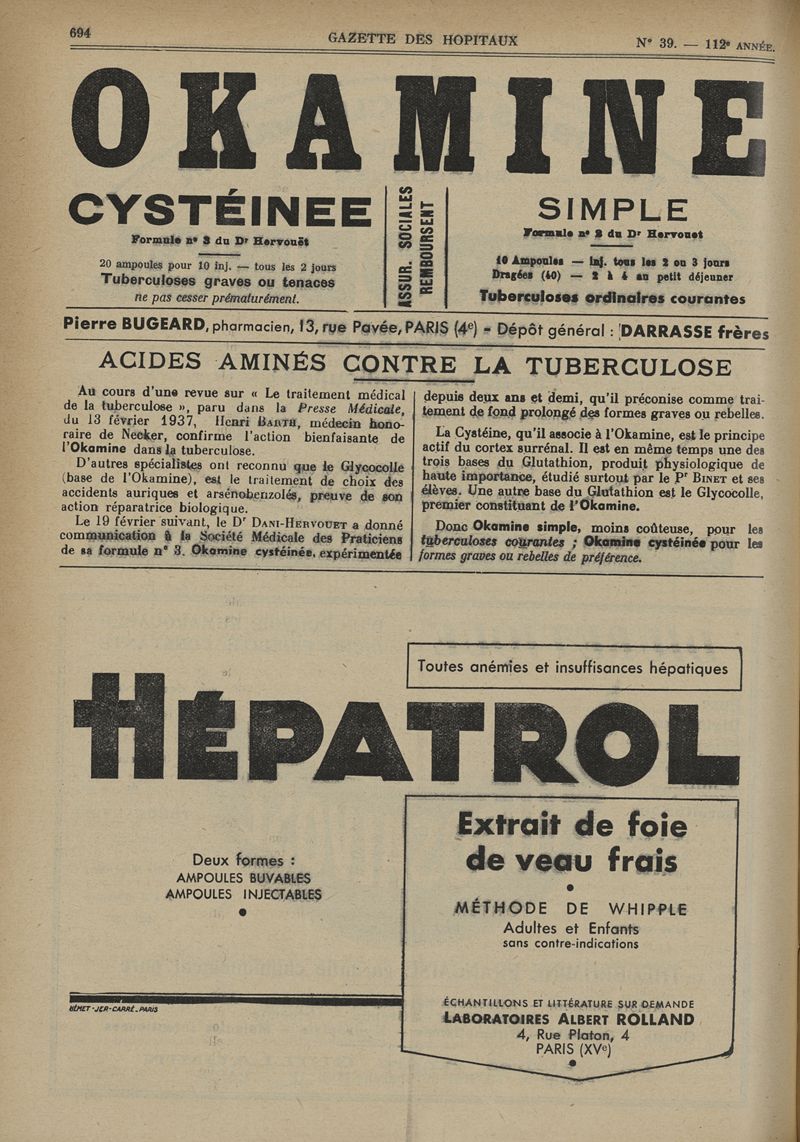 694
GAZETTE DES HOPITAUX
N° 39. — 112e ANNÉE.
OKAMINE
CYSTÉINEE
Formule n° 3 du Dr Hervouët
20 ampoules pour 10 inj. — tous les 2 jours
Tuberculoses graves ou tenaces
ne pas cesser prématurément.
ASSUR. SOCIALES
REMBOURSENT
SIMPLE
Formule n° 2 du Dr Hervouet
10 Ampoules — inj. tous les 2 ou 3 jours
Dragées (40) — 2 à 4 au petit déjeuner
Tuberculoses ordinaires courantes
Pierre BUGEARD, pharmacien, 13, rue Pavée, PARIS (4e) - Dépôt général : DARRASSE frères
ACIDES AMINÉS CONTRE LA TUBERCULOSE
Au cours d'une revue sur « Le traitement médical
de la tuberculose », paru dans la Presse Médicale,
du 13 février 1937, Henri BARTH, médecin hono-
raire de Necker, confirme l'action bienfaisante de
l'Okamine dans la tuberculose.
D'autres spécialistes ont reconnu que le Glycocolle
(base de l'Okamine), est le traitement de choix des
accidents auriques et arsénobenzolés, preuve de son
action réparatrice biologique.
Le 19 février suivant, le Dr DANI-HERVOUET a donné
communication à la Société Médicale des Praticiens
de sa formule n° 3. Okamine cystéinée, expérimentée
depuis deux ans et demi, qu'il préconise comme trai-
tement de fond prolongé des formes graves ou rebelles.
La Cystéine, qu'il associe à l'Okamine, est le principe
actif du cortex surrénal. Il est en même temps une des
trois bases du Glutathion, produit physiologique de
haute importance, étudié surtout par le Pr BINET et ses
élèves. Une autre base du Glutathion est le Glycocolle,
premier constituant de l'Okamine.
Donc Okamine simple, moins coûteuse, pour les
tuberculoses courantes ; Okamine cystéinée pour les
formes graves ou rebelles de préférence.
Toutes anémies et insuffisances hépatiques
HÉPATROL
Deux formes :
AMPOULES BUVABLES
AMPOULES INJECTABLES
Extrait de foie
de veau frais
MÉTHODE DE WHIPPLE
Adultes et Enfants
sans contre-indications
ÉCHANTILLONS ET LITTÉRATURE SUR DEMANDE
LABORATOIRES ALBERT ROLLAND
4, Rue Platon, 4
PARIS (XVe)
BÉMET-JER-CARRÉ.PARIS